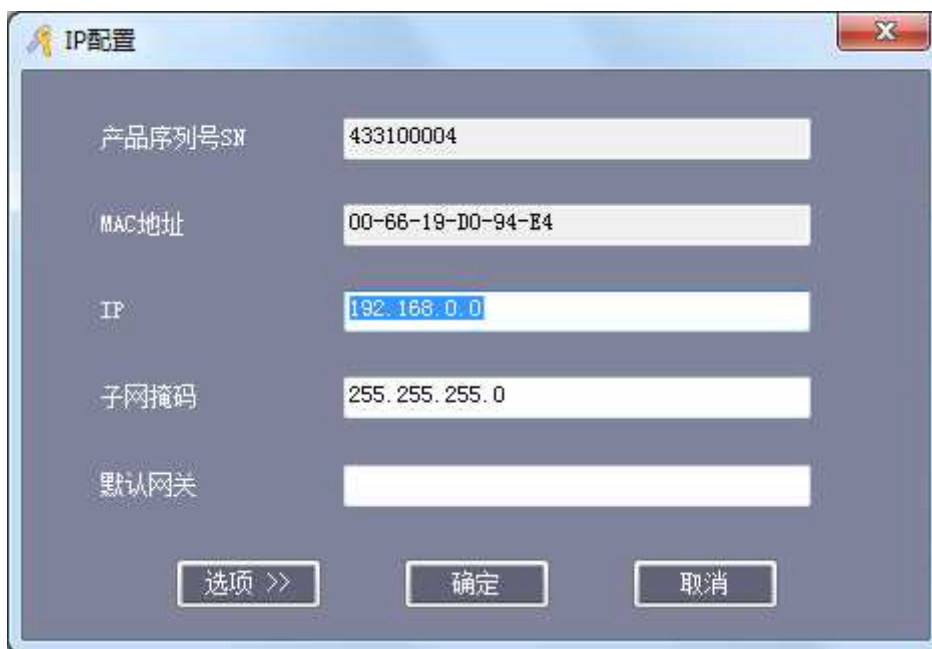 IP配置
产品序列号SN 433100004
MAC地址 00-66-19-D0-94-E4
IP 192.168.0.0
子网掩码 255.255.255.0
默认网关
选项 >> 确定 取消